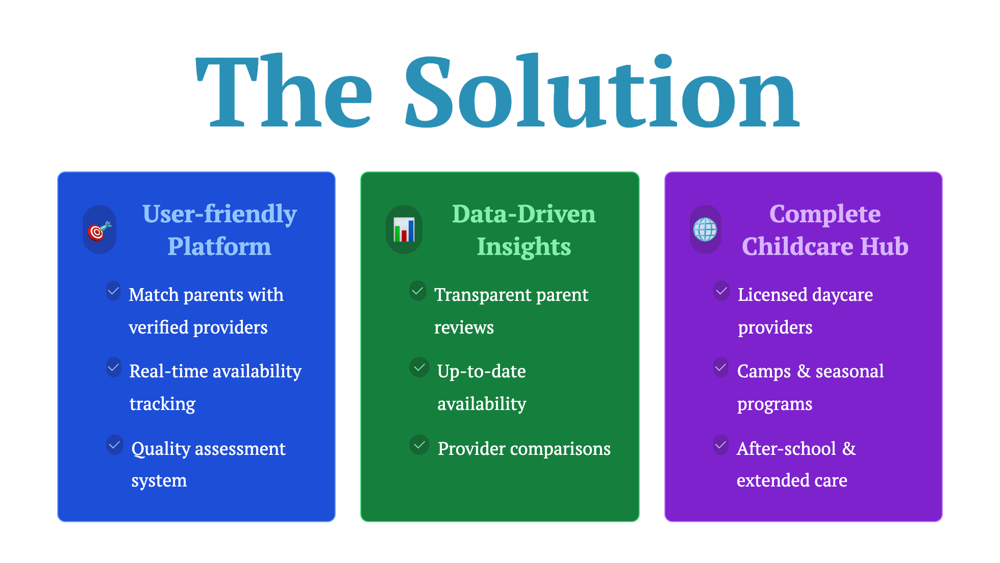 The Solution
User-friendly
Platform
Match parents with
verified providers
Real-time availability
tracking
Quality assessment
system
Data-Driven
Insights
Transparent parent
reviews
Up-to-date
availability
Provider comparisons
Complete
Childcare Hub
Licensed daycare
providers
Camps & seasonal
programs
After-school &
extended care